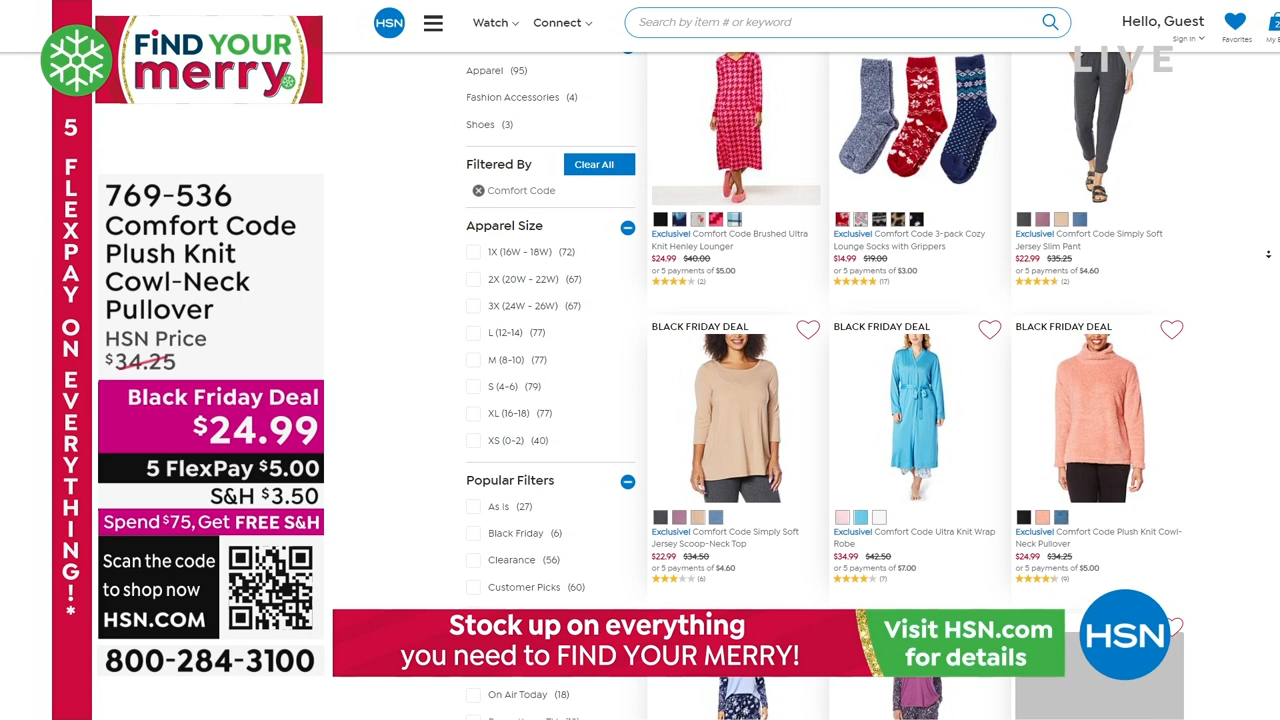 FiND YOUR
merry
5 FLEXPAY ON EVERYTHING!*
769-536
Comfort Code
Plush Knit
Cowl-Neck
Pullover
HSN Price
$34.25
Black Friday Deal
$24.99
5 FlexPay $5.00
S&H $3.50
Spend $75, Get FREE S&H
Scan the code
to shop now
HSN.COM
800-284-3100
HSN
Watch
Connect
Search by item # or keyword
Hello, Guest
Sign In
Favorites
My
2
LIVE
Apparel (95)
Fashion Accessories (4)
Shoes (3)
Filtered By
Clear All
Comfort Code
Apparel Size
1X (16W - 18W) (72)
2X (20W - 22W) (67)
3X (24W - 26W) (67)
L (12-14) (77)
M (8-10) (77)
S (4-6) (79)
XL (16-18) (77)
XS (0-2) (40)
Popular Filters
As Is (27)
Black Friday (6)
Clearance (56)
Customer Picks (60)
On Air Today (18)
Exclusive! Comfort Code Brushed Ultra
Knit Henley Lounger
$24.99 $40.00
or 5 payments of $5.00
(2)
Exclusive! Comfort Code 3-pack Cozy
Lounge Socks with Grippers
$14.99 $19.00
or 5 payments of $3.00
(17)
Exclusive! Comfort Code Simply Soft
Jersey Slim Pant
$22.99 $35.25
or 5 payments of $4.60
(2)
BLACK FRIDAY DEAL
Exclusive! Comfort Code Simply Soft
Jersey Scoop-Neck Top
$22.99 $34.50
or 5 payments of $4.60
(6)
BLACK FRIDAY DEAL
Exclusive! Comfort Code Ultra Knit Wrap
Robe
$34.99 $42.50
or 5 payments of $7.00
(7)
BLACK FRIDAY DEAL
Exclusive! Comfort Code Plush Knit Cowl-
Neck Pullover
$24.99 $34.25
or 5 payments of $5.00
(9)
Stock up on everything
you need to FIND YOUR MERRY!
Visit HSN.com
for details
HSN